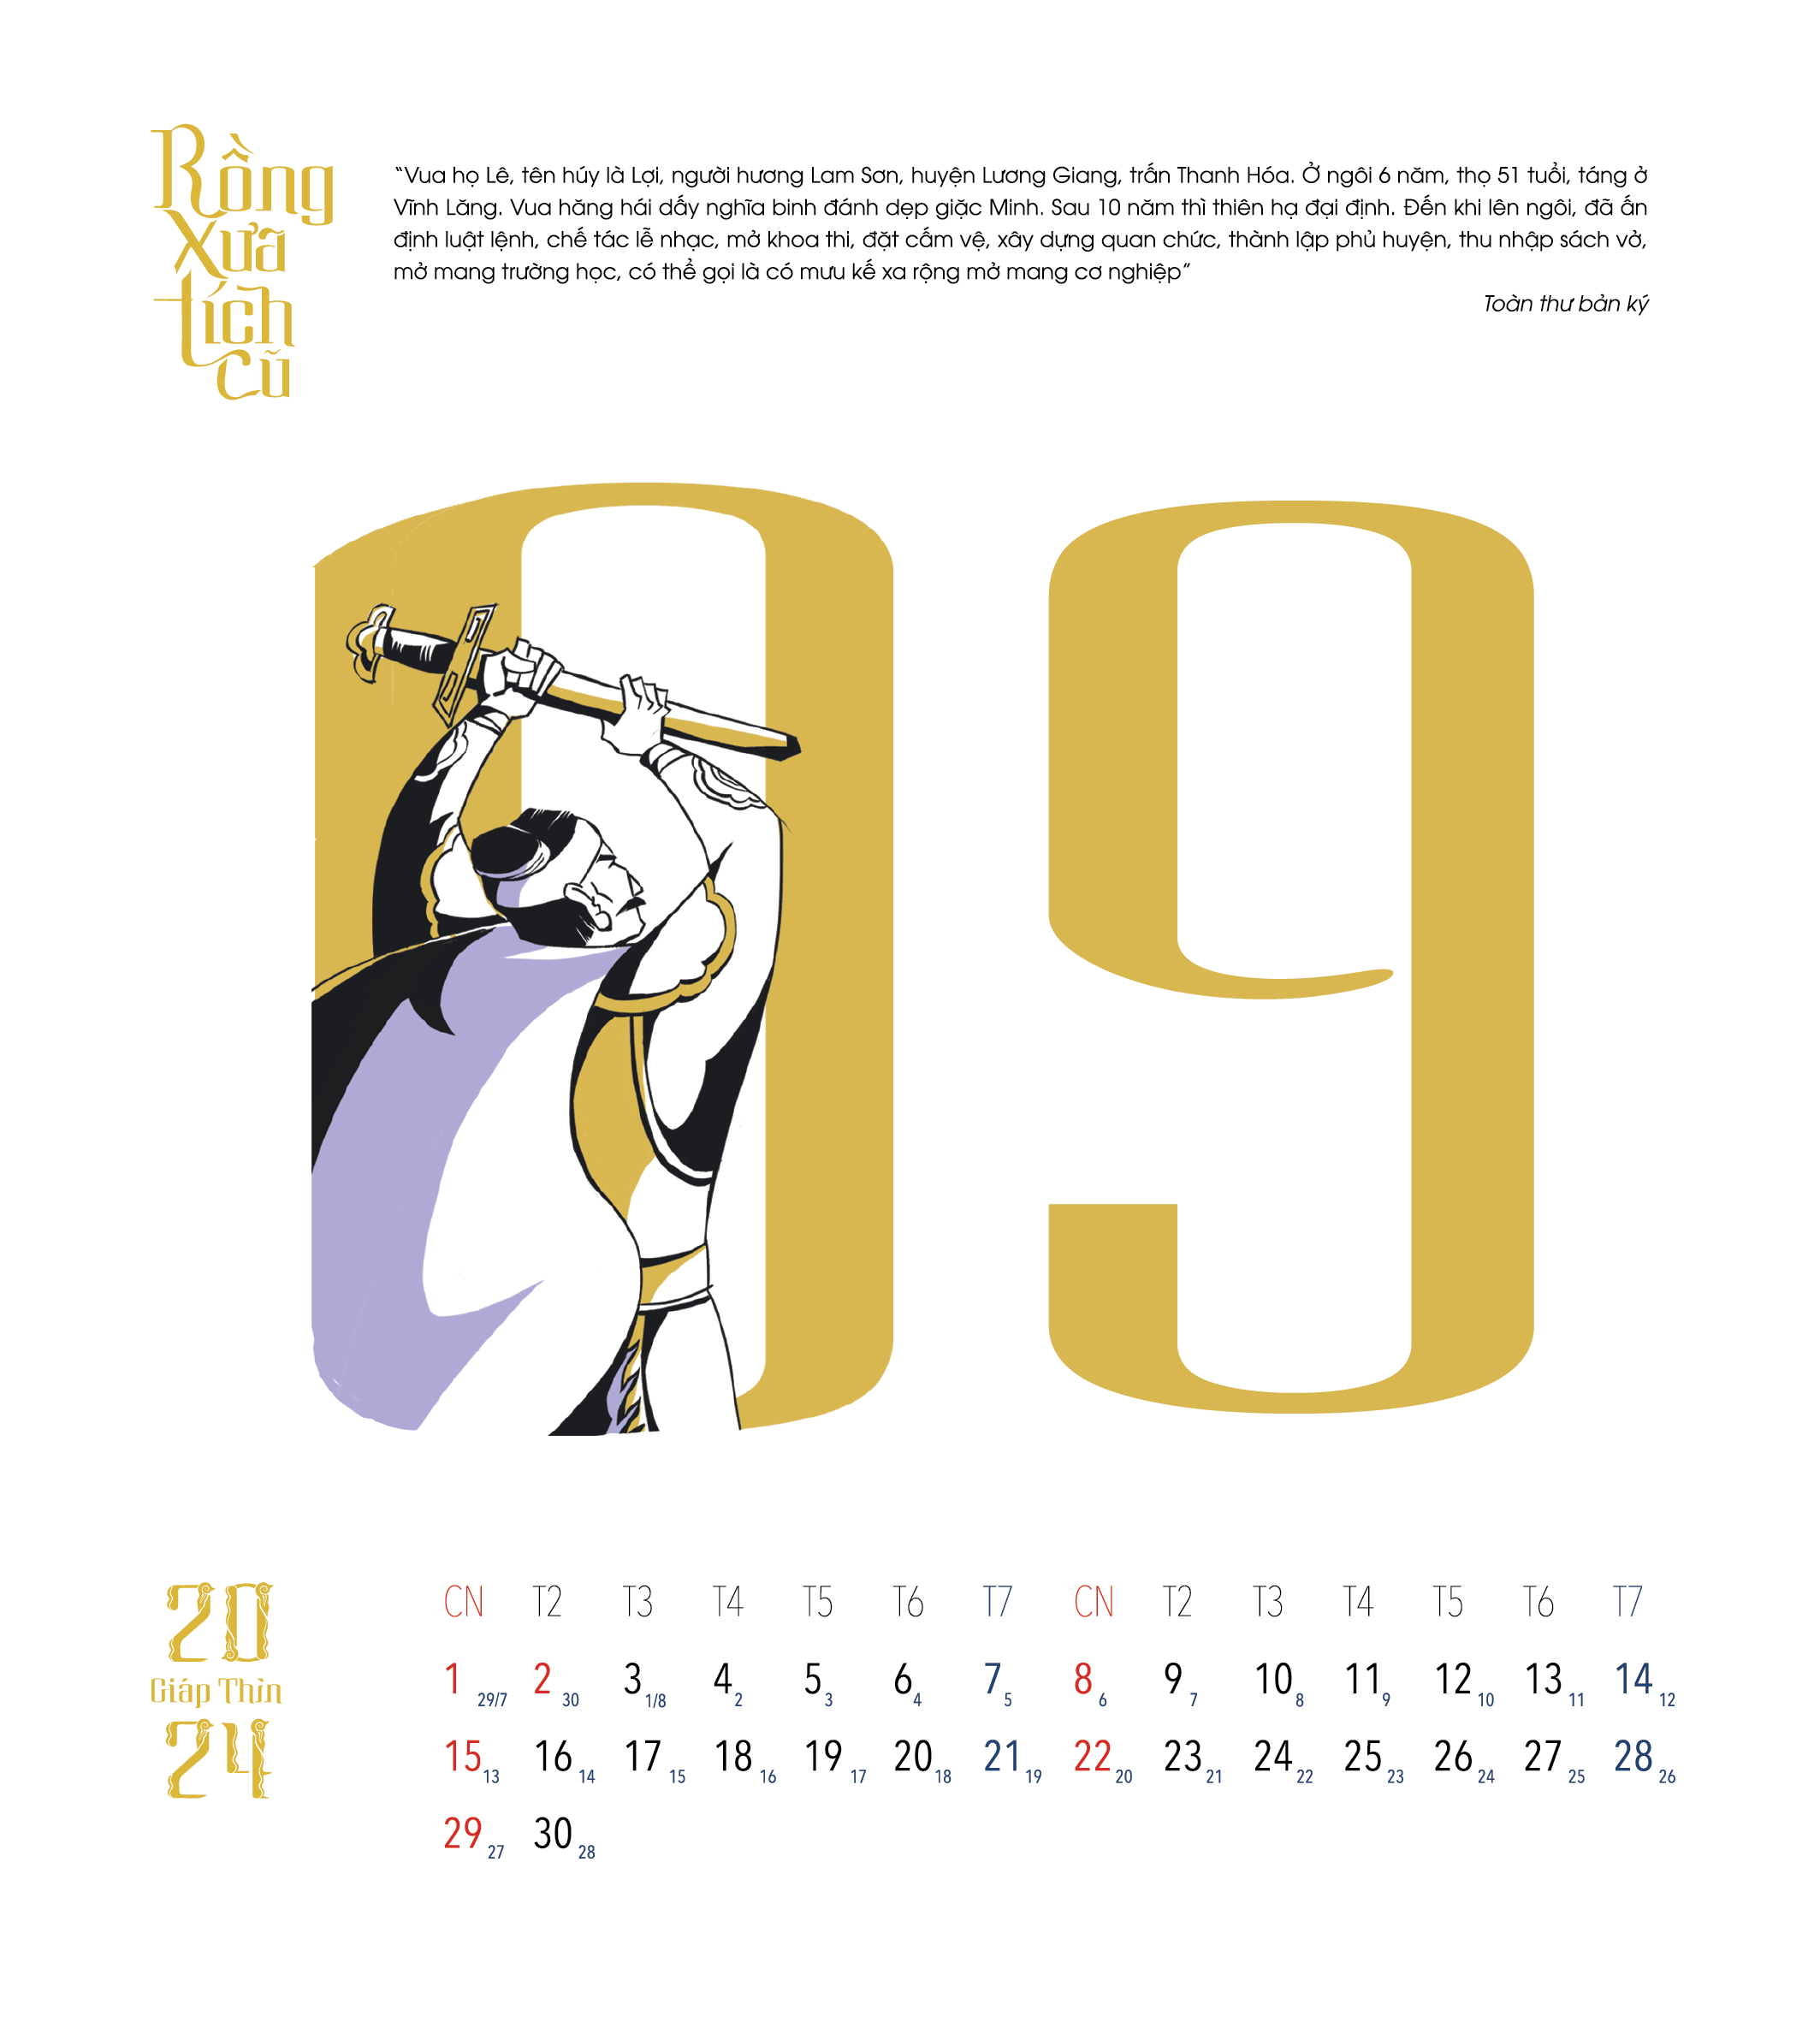 Rồng
Xưa
tích
cũ
“Vua họ Lê, tên húy là Lợi, người hương Lam Sơn, huyện Lương Giang, trấn Thanh Hóa. Ở ngôi 6 năm, thọ 51 tuổi, táng ở
Vĩnh Lăng. Vua hăng hái dấy nghĩa binh đánh dẹp giặc Minh. Sau 10 năm thì thiên hạ đại định. Đến khi lên ngôi, đã ấn
định luật lệnh, chế tác lễ nhạc, mở khoa thi, đặt cấm vệ, xây dựng quan chức, thành lập phủ huyện, thu nhập sách vở,
mở mang trường học, có thể gọi là có mưu kế xa rộng mở mang cơ nghiệp”
Toàn thư bản ký
09
20
Giáp Thìn
24
CN T2 T3 T4 T5 T6 T7 CN T2 T3 T4 T5 T6 T7
1 29/7 2 30 3 1/8 4 2 5 3 6 4 7 5 8 6 9 7 10 8 11 9 12 10 13 11 14 12
15 13 16 14 17 15 18 16 19 17 20 18 21 19 22 20 23 21 24 22 25 23 26 24 27 25 28 26
29 27 30 28